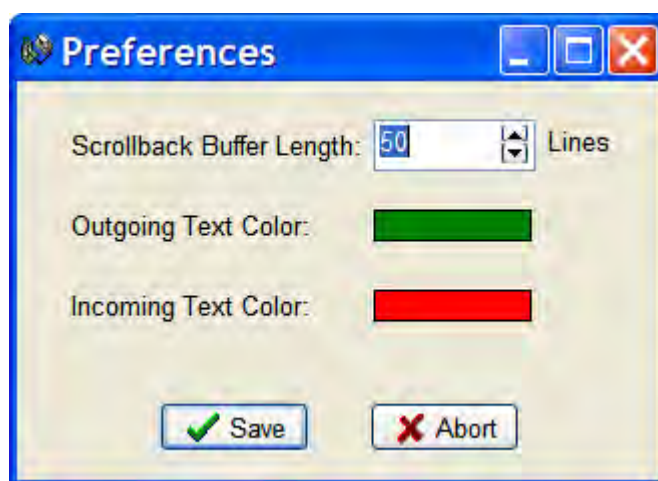 Preferences
Scrollback Buffer Length: 50 Lines
Outgoing Text Color:
Incoming Text Color:
Save Abort